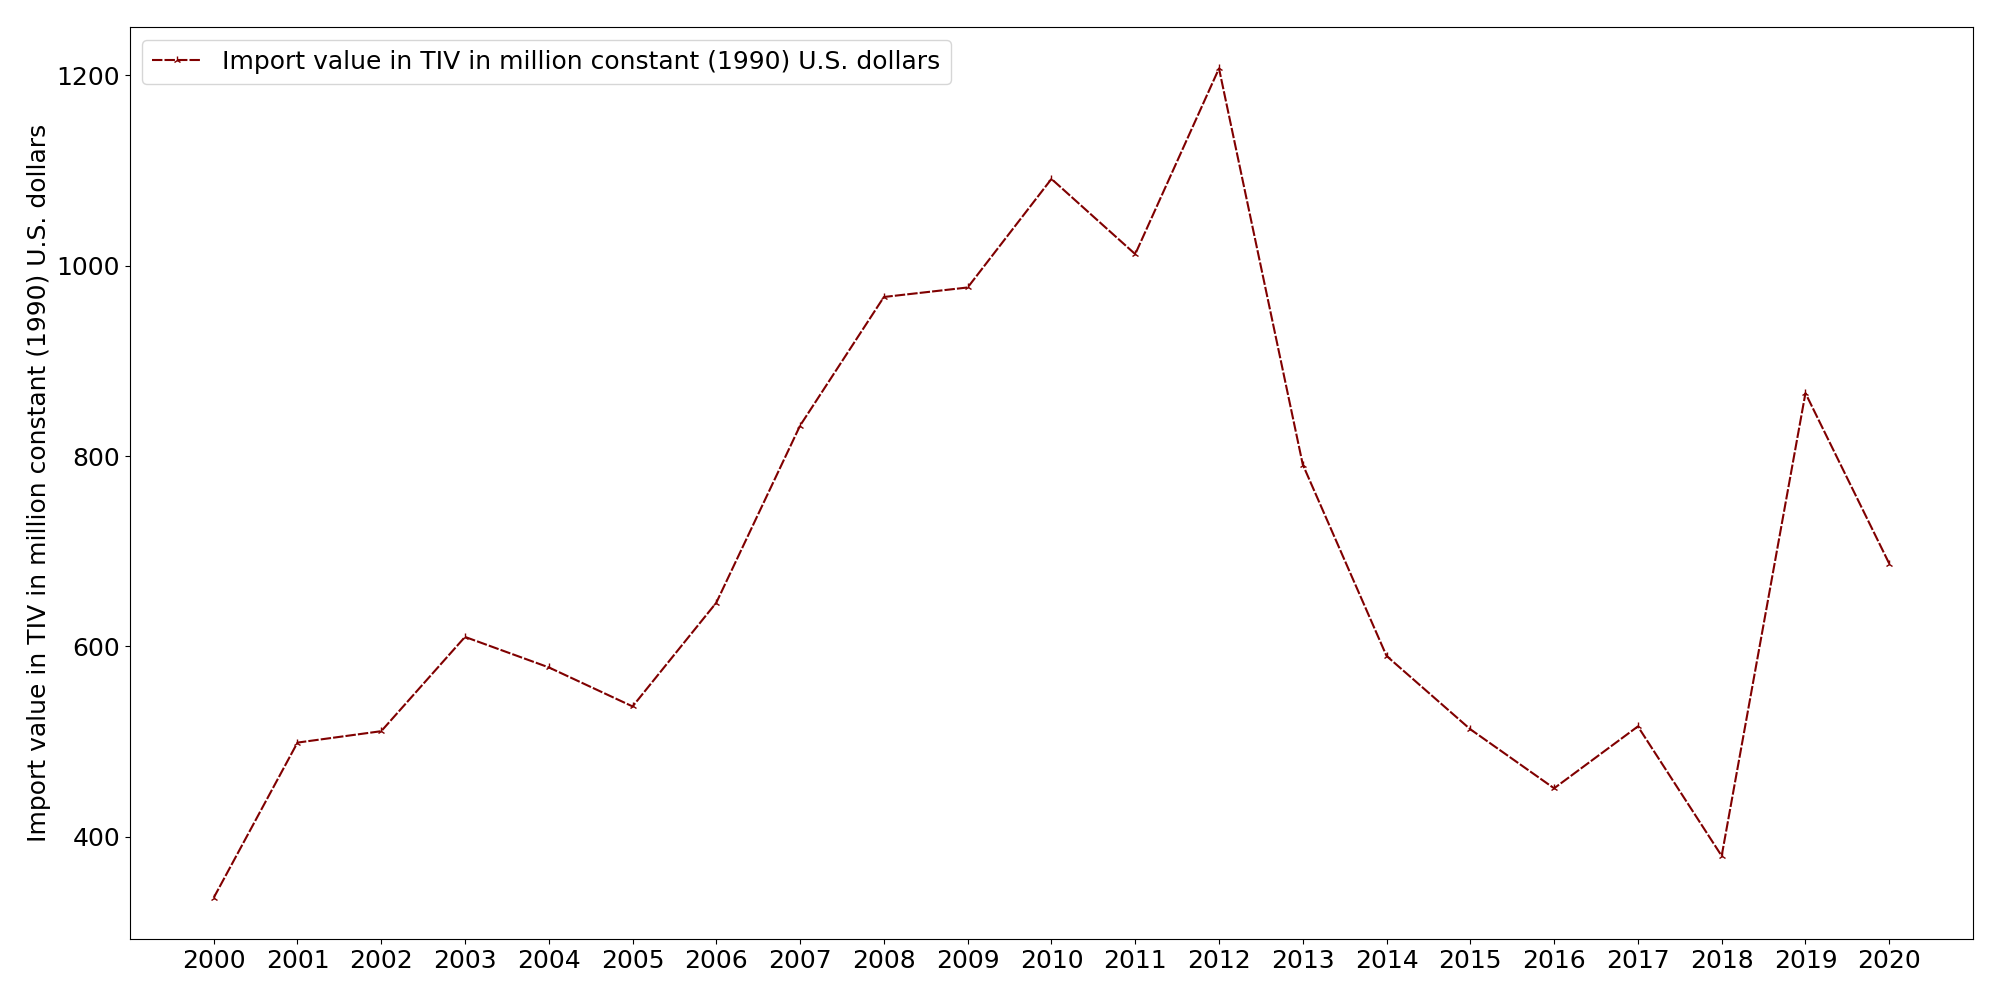 Import value in TIV in million constant (1990) U.S. dollars
Import value in TIV in million constant (1990) U.S. dollars
1200
1000
800
600
400
2000 2001 2002 2003 2004 2005 2006 2007 2008 2009 2010 2011 2012 2013 2014 2015 2016 2017 2018 2019 2020